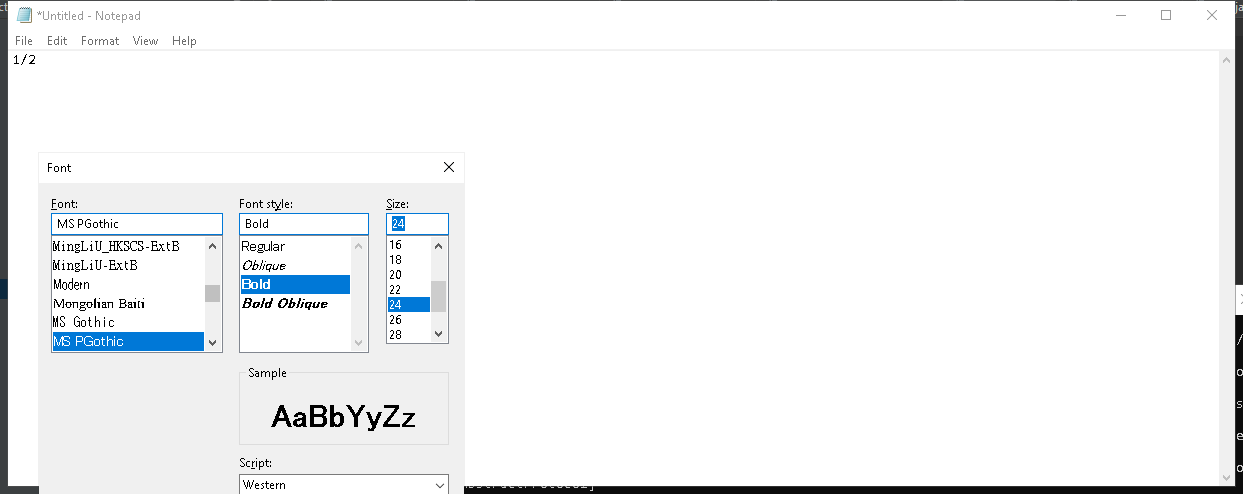 *Untitled - Notepad
File Edit Format View Help
1/2
Font
Font: Font style: Size:
MS PGothic Bold 24
MingLiU_HKSCS-ExtB
MingLiU-ExtB
Modern
Mongolian Baiti
MS Gothic
MS PGothic
Regular
Oblique
Bold
Bold Oblique
16
18
20
22
24
26
28
Sample
AaBbYyZz
Script:
Western